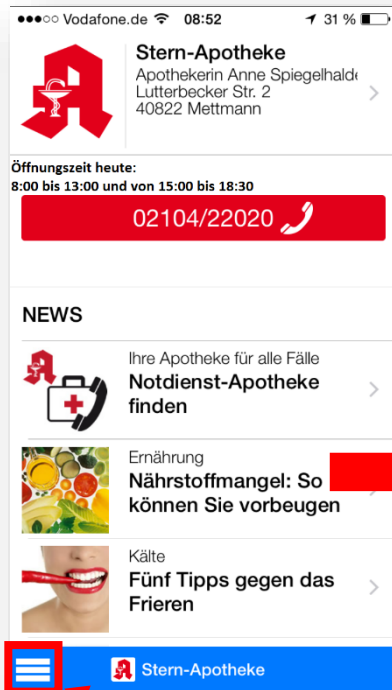 Vodafone.de 08:52 31 %
Stern-Apotheke
Apothekerin Anne Spiegelhald
Lutterbecker Str. 2
40822 Mettmann
Öffnungszeit heute:
8:00 bis 13:00 und von 15:00 bis 18:30
02104/22020
NEWS
Ihre Apotheke für alle Fälle
Notdienst-Apotheke
finden
Ernährung
Nährstoffmangel: So
können Sie vorbeugen
Kälte
Fünf Tipps gegen das
Frieren
Stern-Apotheke